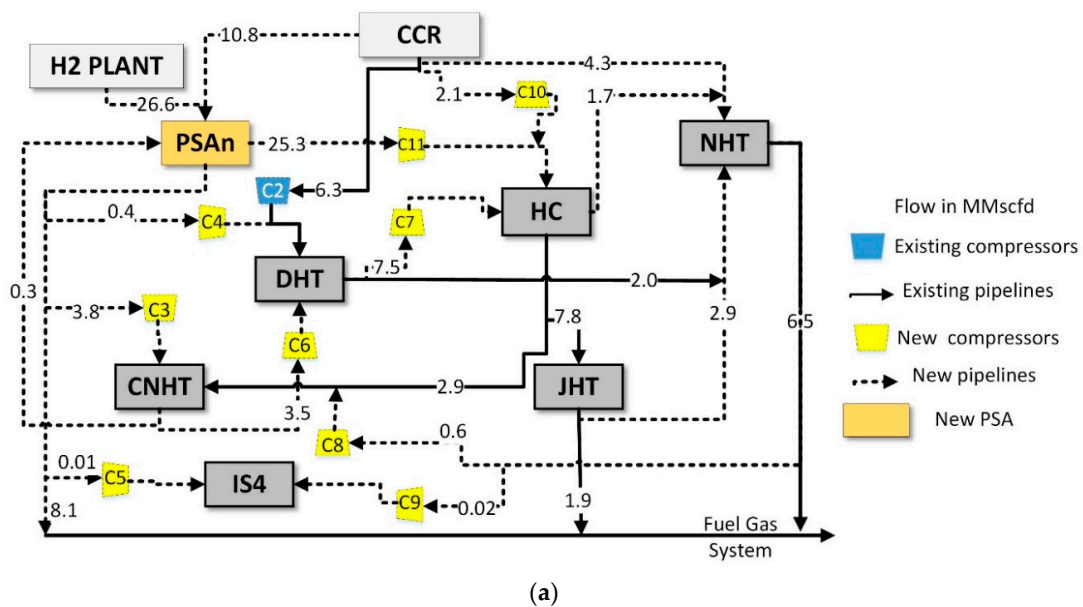 10.8
CCR
H2 PLANT
4.3
26.6
2.1
C10
1.7
PSAn
25.3
C11
NHT
C2
6.3
0.4
C4
C7
HC
Flow in MMscfd
Existing compressors
DHT
7.5
2.0
Existing pipelines
0.3
3.8
C3
7.8
2.9
6.5
C6
New compressors
CNHT
2.9
JHT
New pipelines
3.5
C8
0.6
New PSA
0.01
C5
IS4
C9
0.02
1.9
8.1
Fuel Gas
System
(a)